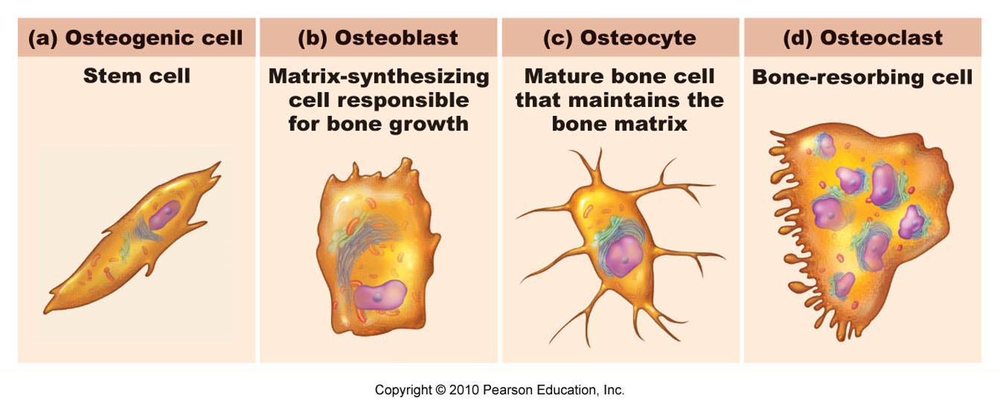 (a) Osteogenic cell
Stem cell
(b) Osteoblast
Matrix-synthesizing
cell responsible
for bone growth
(c) Osteocyte
Mature bone cell
that maintains the
bone matrix
(d) Osteoclast
Bone-resorbing cell
Copyright © 2010 Pearson Education, Inc.